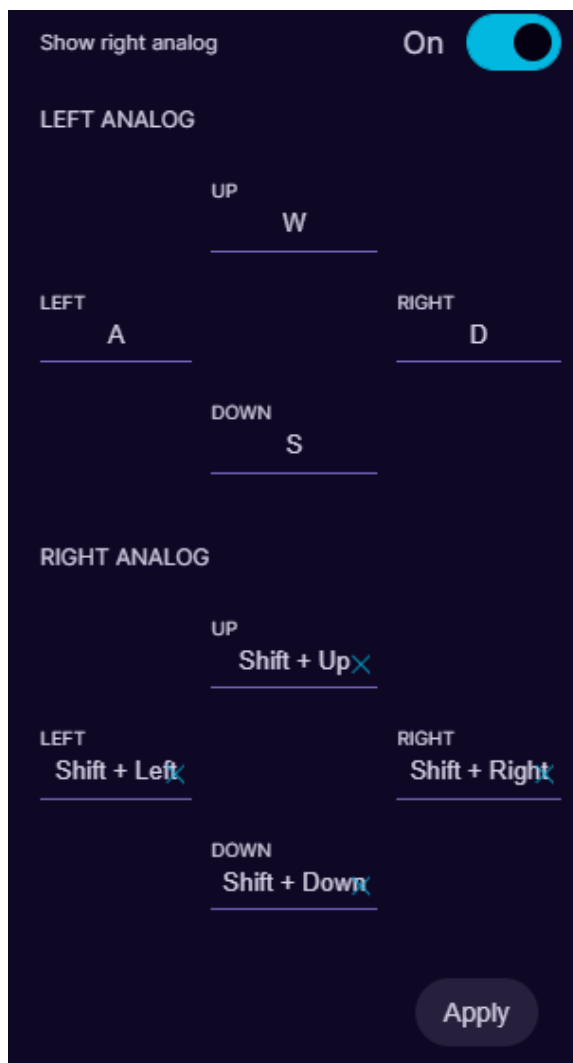 Show right analog On
LEFT ANALOG
UP
W
LEFT RIGHT
A D
DOWN
S
RIGHT ANALOG
UP
Shift + Up
LEFT RIGHT
Shift + Left Shift + Right
DOWN
Shift + Down
Apply